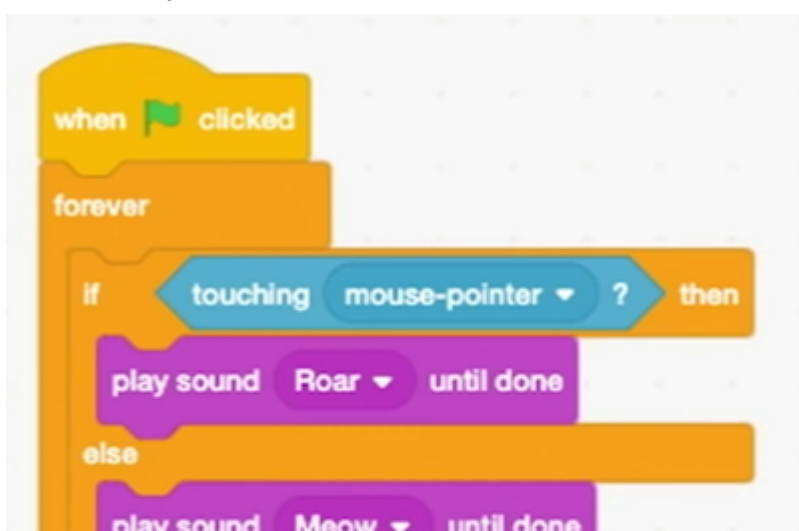 when clicked
forever
if touching mouse-pointer ? then
play sound Roar until done
else
play sound Meow until done